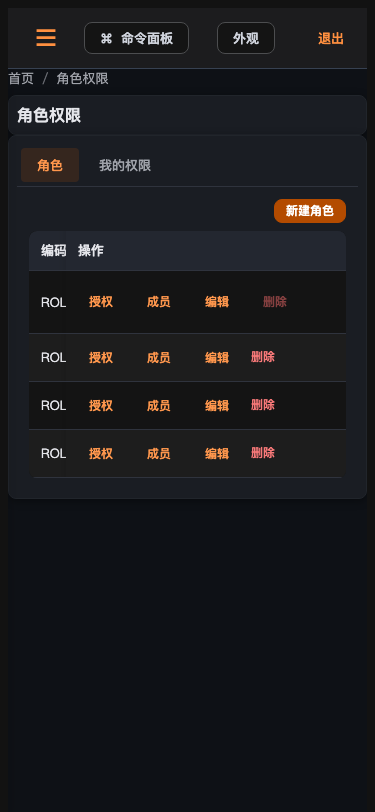 ☰ ⌘ 命令面板 外观 退出
首页 / 角色权限
角色权限
角色 我的权限
新建角色
编码 操作
ROL 授权 成员 编辑 删除
ROL 授权 成员 编辑 删除
ROL 授权 成员 编辑 删除
ROL 授权 成员 编辑 删除